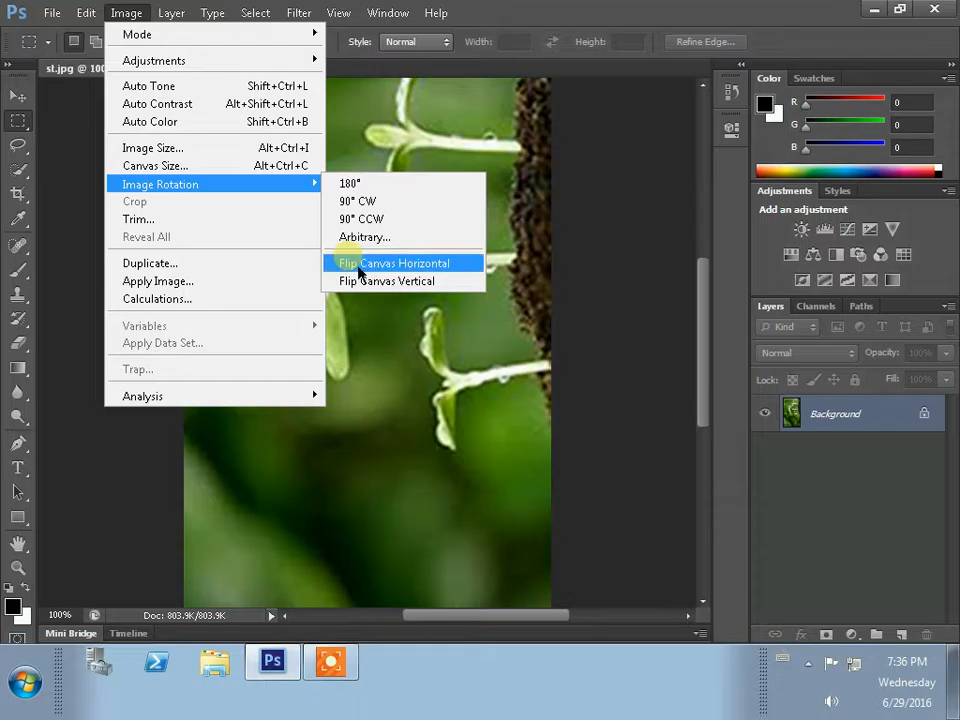 Ps File Edit Image Layer Type Select Filter View Window Help
Style: Normal Width: Height: Refine Edge...
st.jpg @ 100
Mode
Adjustments
Auto Tone Shift+Ctrl+L
Auto Contrast Alt+Shift+Ctrl+L
Auto Color Shift+Ctrl+B
Image Size... Alt+Ctrl+I
Canvas Size... Alt+Ctrl+C
Image Rotation
Crop
Trim...
Reveal All
Duplicate...
Apply Image...
Calculations...
Variables
Apply Data Set...
Trap...
Analysis
180°
90° CW
90° CCW
Arbitrary...
Flip Canvas Horizontal
Flip Canvas Vertical
Color Swatches
R 0
G 0
B 0
Adjustments Styles
Add an adjustment
Layers Channels Paths
Kind
Normal Opacity: 100%
Lock: Fill: 100%
Background
100% Doc: 803.9K/803.9K
Mini Bridge Timeline
Ps
7:36 PM
Wednesday
6/29/2016